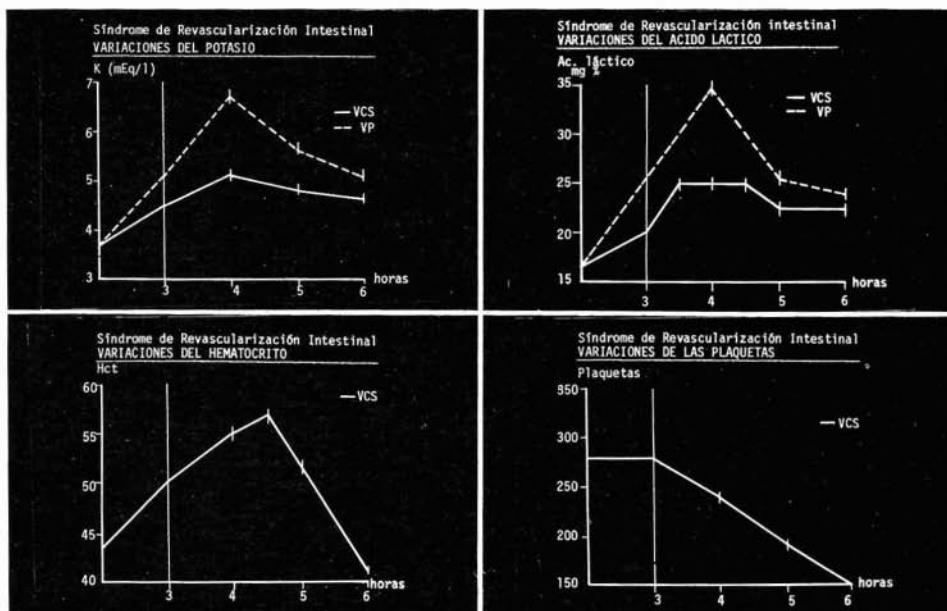 Síndrome de Revascularización Intestinal
VARIACIONES DEL POTASIO
K (mEq/l)
7
6
5
4
3
VCS
VP
3
4
5
6
horas
Síndrome de Revascularización intestinal
VARIACIONES DEL ACIDO LACTICO
Ac. láctico
mg %
35
30
25
20
15
VCS
VP
3
4
5
6
horas
Síndrome de Revascularización Intestinal
VARIACIONES DEL HEMATOCRITO
Hct
60
55
50
45
40
VCS
3
4
5
6
horas
Síndrome de Revascularización Intestinal
VARIACIONES DE LAS PLAQUETAS
Plaquetas
350
300
250
200
150
VCS
3
4
5
6
horas